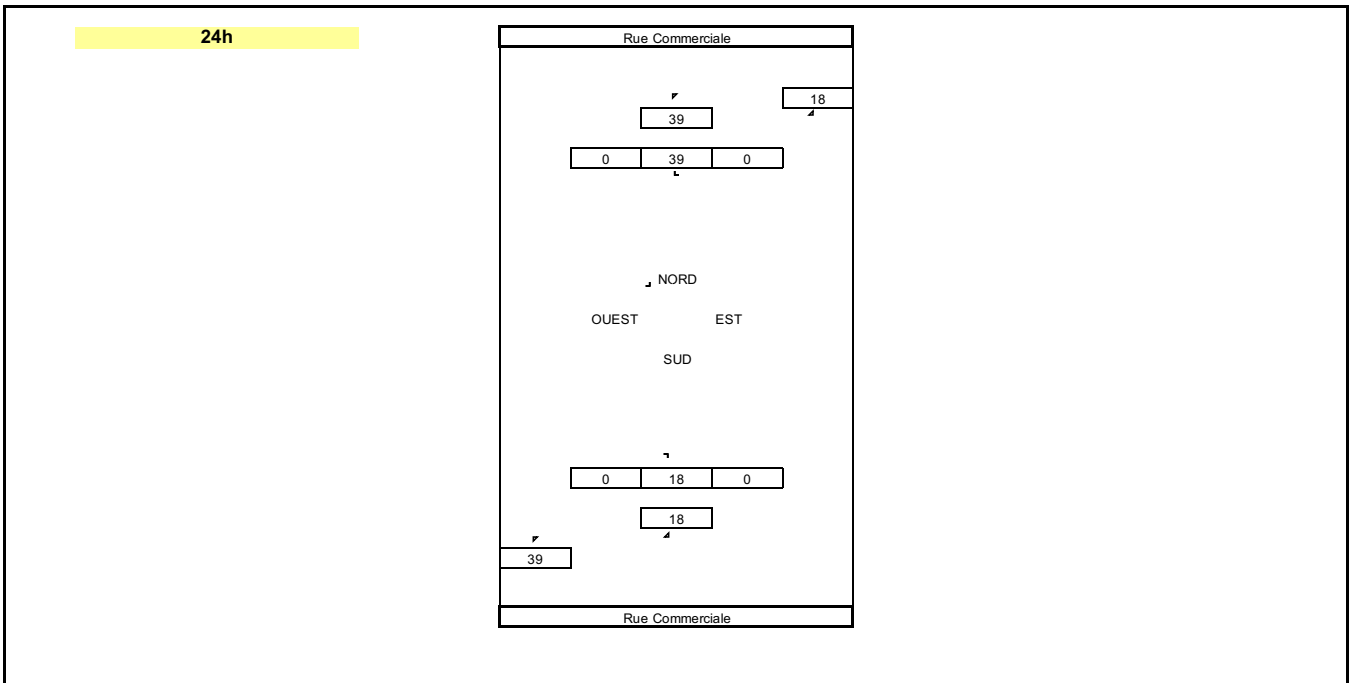 24h
Rue Commerciale
18
39
0 39 0
NORD
OUEST EST
SUD
0 18 0
18
39
Rue Commerciale